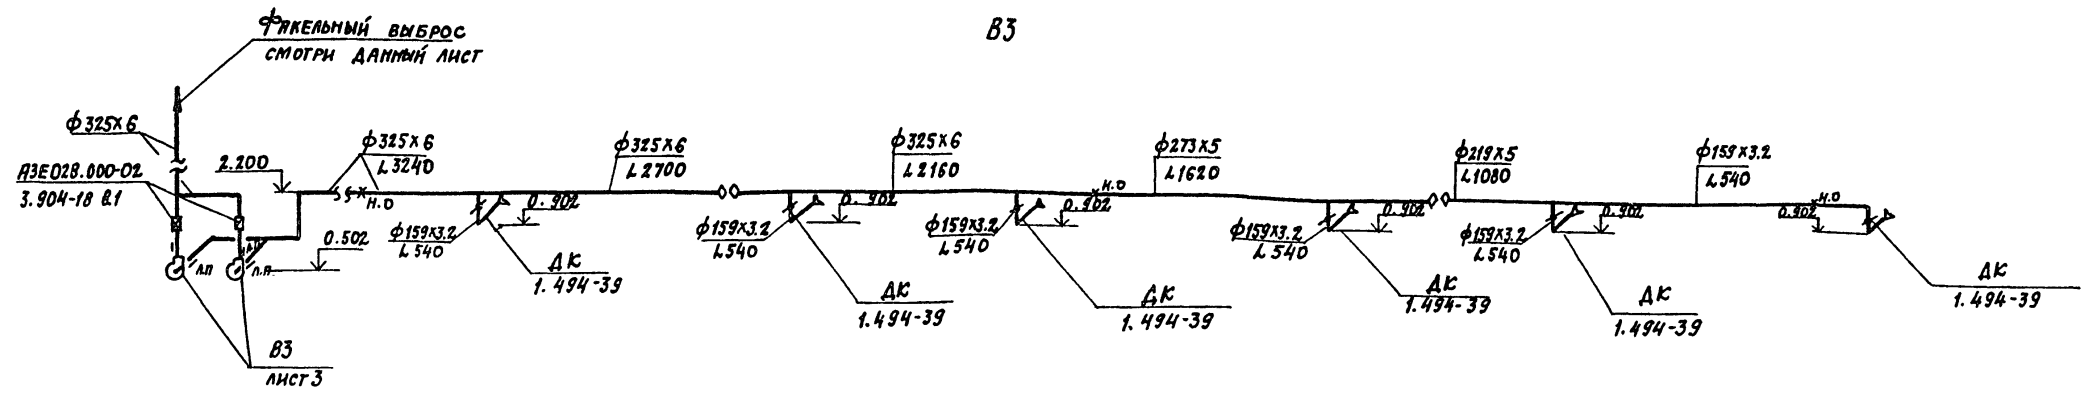 В3
ФАКЕЛЬНЫЙ ВЫБРОС
СМОТРИ ДАННЫЙ ЛИСТ
ф325х6
А3Е028.000-02
3.904-18 В.1
2.200
ф325х6
L3240
Н.О
0.502
Л.П
Л.П
В3
ЛИСТ 3
ф325х6
L2700
0.902
ф159х3.2
L540
ДК
1.494-39
ф325х6
L2160
0.902
ф159х3.2
L540
ДК
1.494-39
Н.О
0.902
ф159х3.2
L540
ДК
1.494-39
ф273х5
L1620
0.902
ф159х3.2
L540
ДК
1.494-39
ф219х5
L1080
0.902
ф159х3.2
L540
ДК
1.494-39
ф159х3.2
L540
Н.О
0.902
ДК
1.494-39